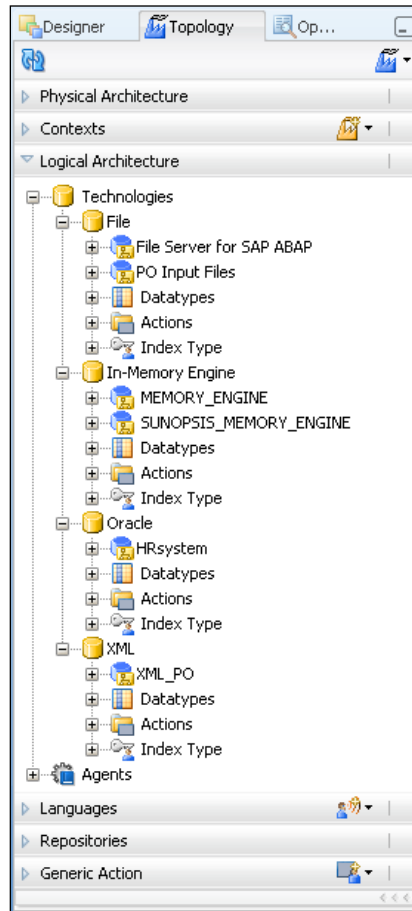 Designer Topology Op...
Physical Architecture
Contexts
Logical Architecture
Technologies
File
File Server for SAP ABAP
PO Input Files
Datatypes
Actions
Index Type
In-Memory Engine
MEMORY_ENGINE
SUNOPSIS_MEMORY_ENGINE
Datatypes
Actions
Index Type
Oracle
HRsystem
Datatypes
Actions
Index Type
XML
XML_PO
Datatypes
Actions
Index Type
Agents
Languages
Repositories
Generic Action